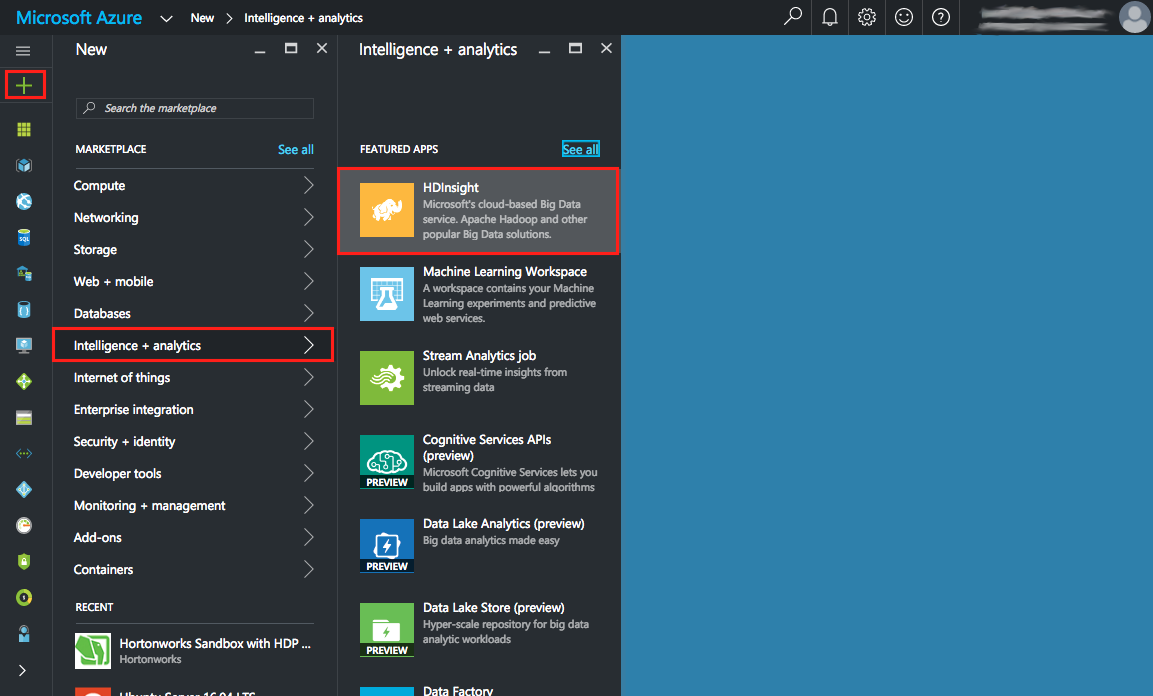 Microsoft Azure New Intelligence + analytics
New
Search the marketplace
MARKETPLACE See all
Compute
Networking
Storage
Web + mobile
Databases
Intelligence + analytics
Internet of things
Enterprise integration
Security + identity
Developer tools
Monitoring + management
Add-ons
Containers
RECENT
Hortonworks Sandbox with HDP ...
Hortonworks
Ubuntu Server 16.04 LTS
Intelligence + analytics
FEATURED APPS See all
HDInsight
Microsoft's cloud-based Big Data
service. Apache Hadoop and other
popular Big Data solutions.
Machine Learning Workspace
A workspace contains your Machine
Learning experiments and predictive
web services.
Stream Analytics job
Unlock real-time insights from
streaming data
Cognitive Services APIs
(preview)
Microsoft Cognitive Services lets you
build apps with powerful algorithms
PREVIEW
Data Lake Analytics (preview)
Big data analytics made easy
PREVIEW
Data Lake Store (preview)
Hyper-scale repository for big data
analytic workloads
PREVIEW
Data Factory
SQL